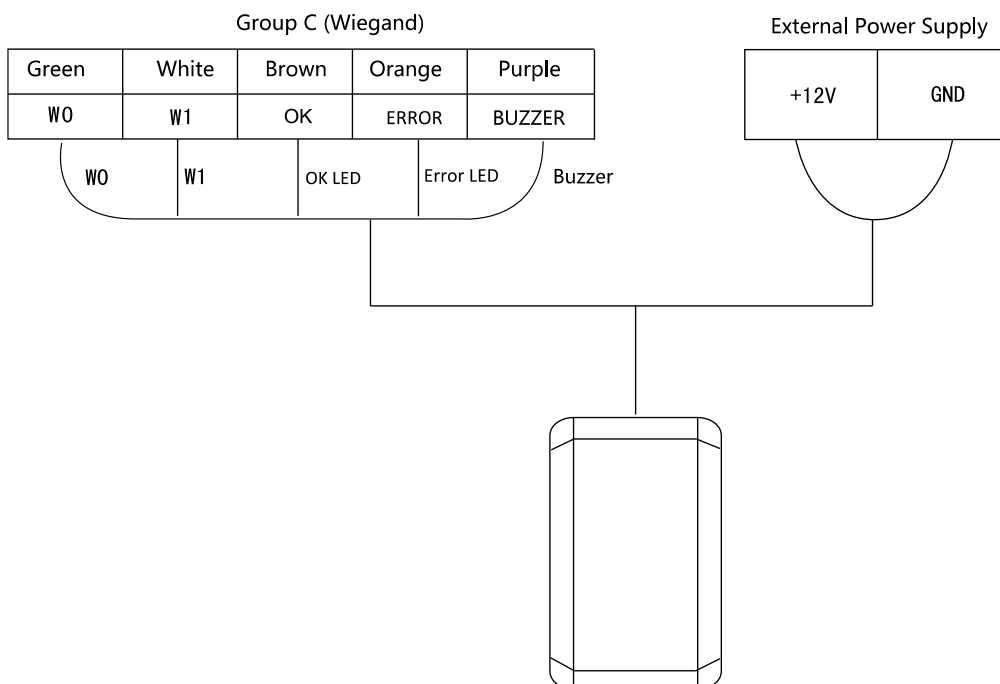 Group C (Wiegand)
External Power Supply
Green White Brown Orange Purple
W0 W1 OK ERROR BUZZER
+12V GND
W0 W1 OK LED Error LED Buzzer